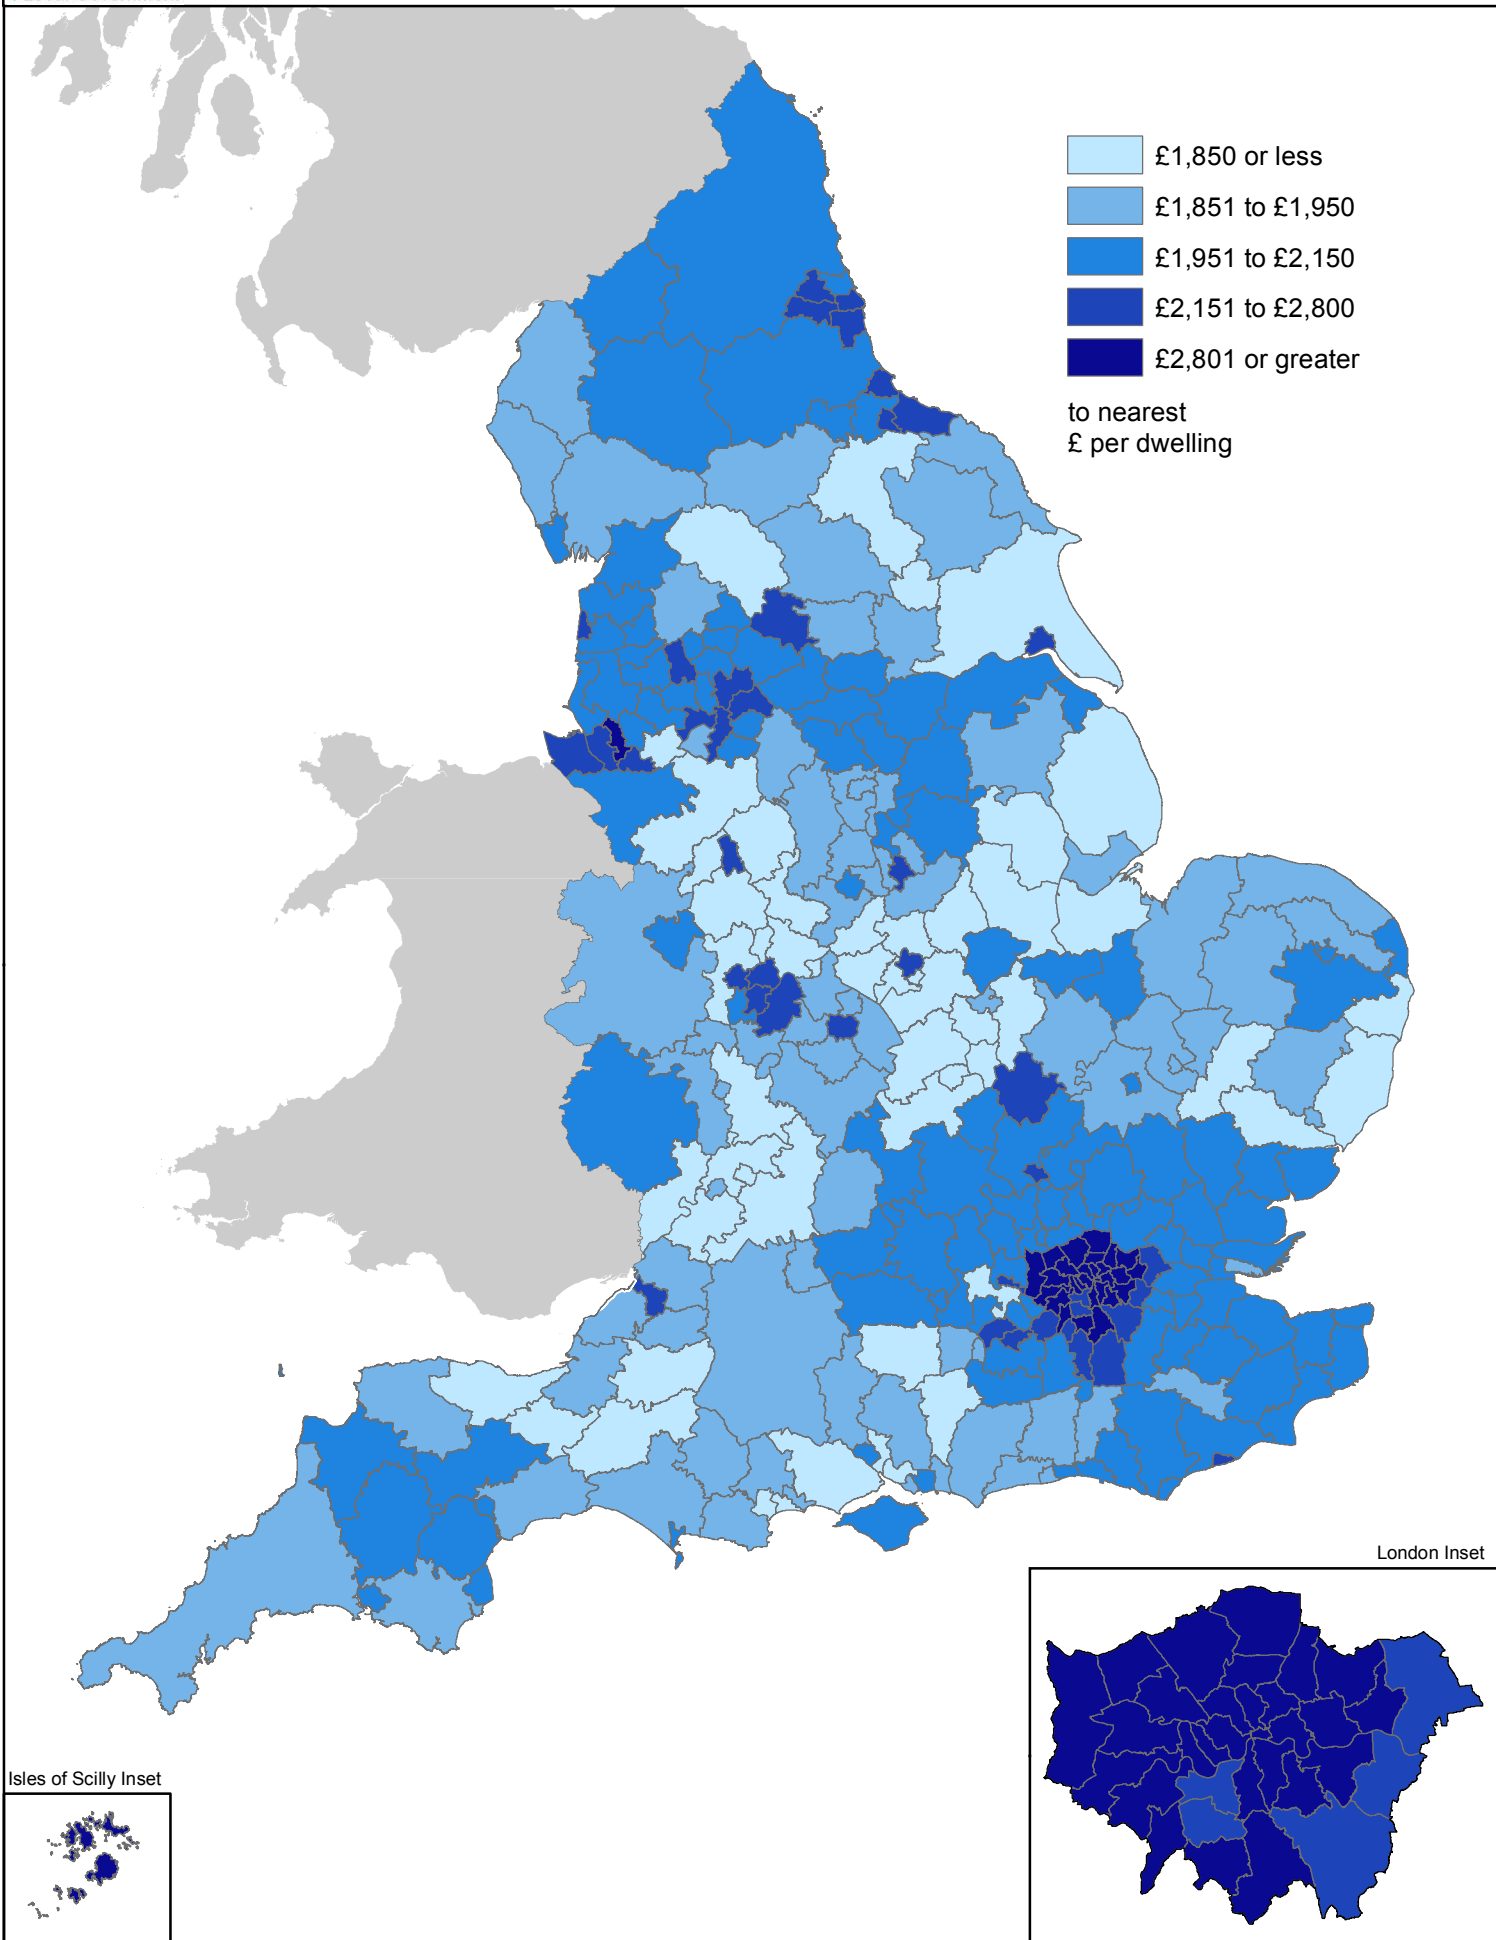 £1,850 or less
£1,851 to £1,950
£1,951 to £2,150
£2,151 to £2,800
£2,801 or greater
to nearest
£ per dwelling
London Inset
Isles of Scilly Inset